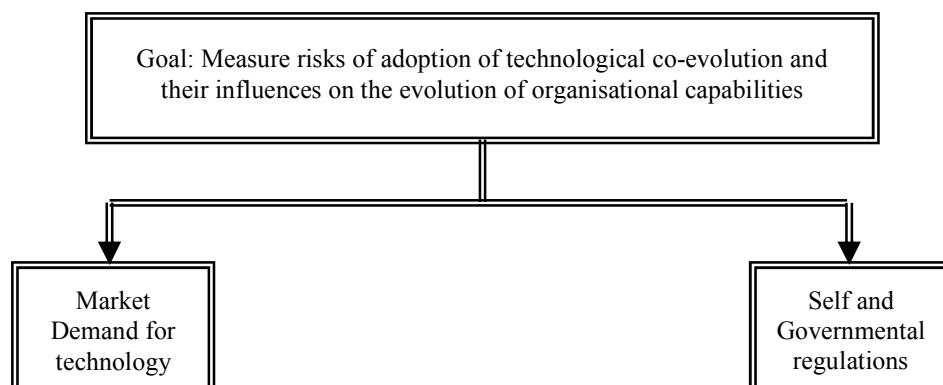 Goal: Measure risks of adoption of technological co-evolution and
their influences on the evolution of organisational capabilities
Market
Demand for
technology
Self and
Governmental
regulations